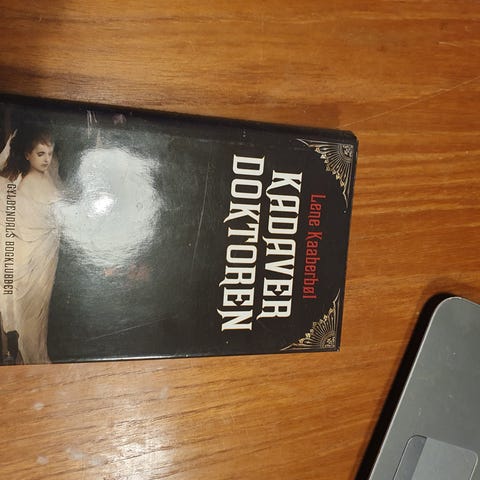 Lene Kaaberbøl
KADAVER
DOKTOREN
GYLDENDALS BOGKLUBBER